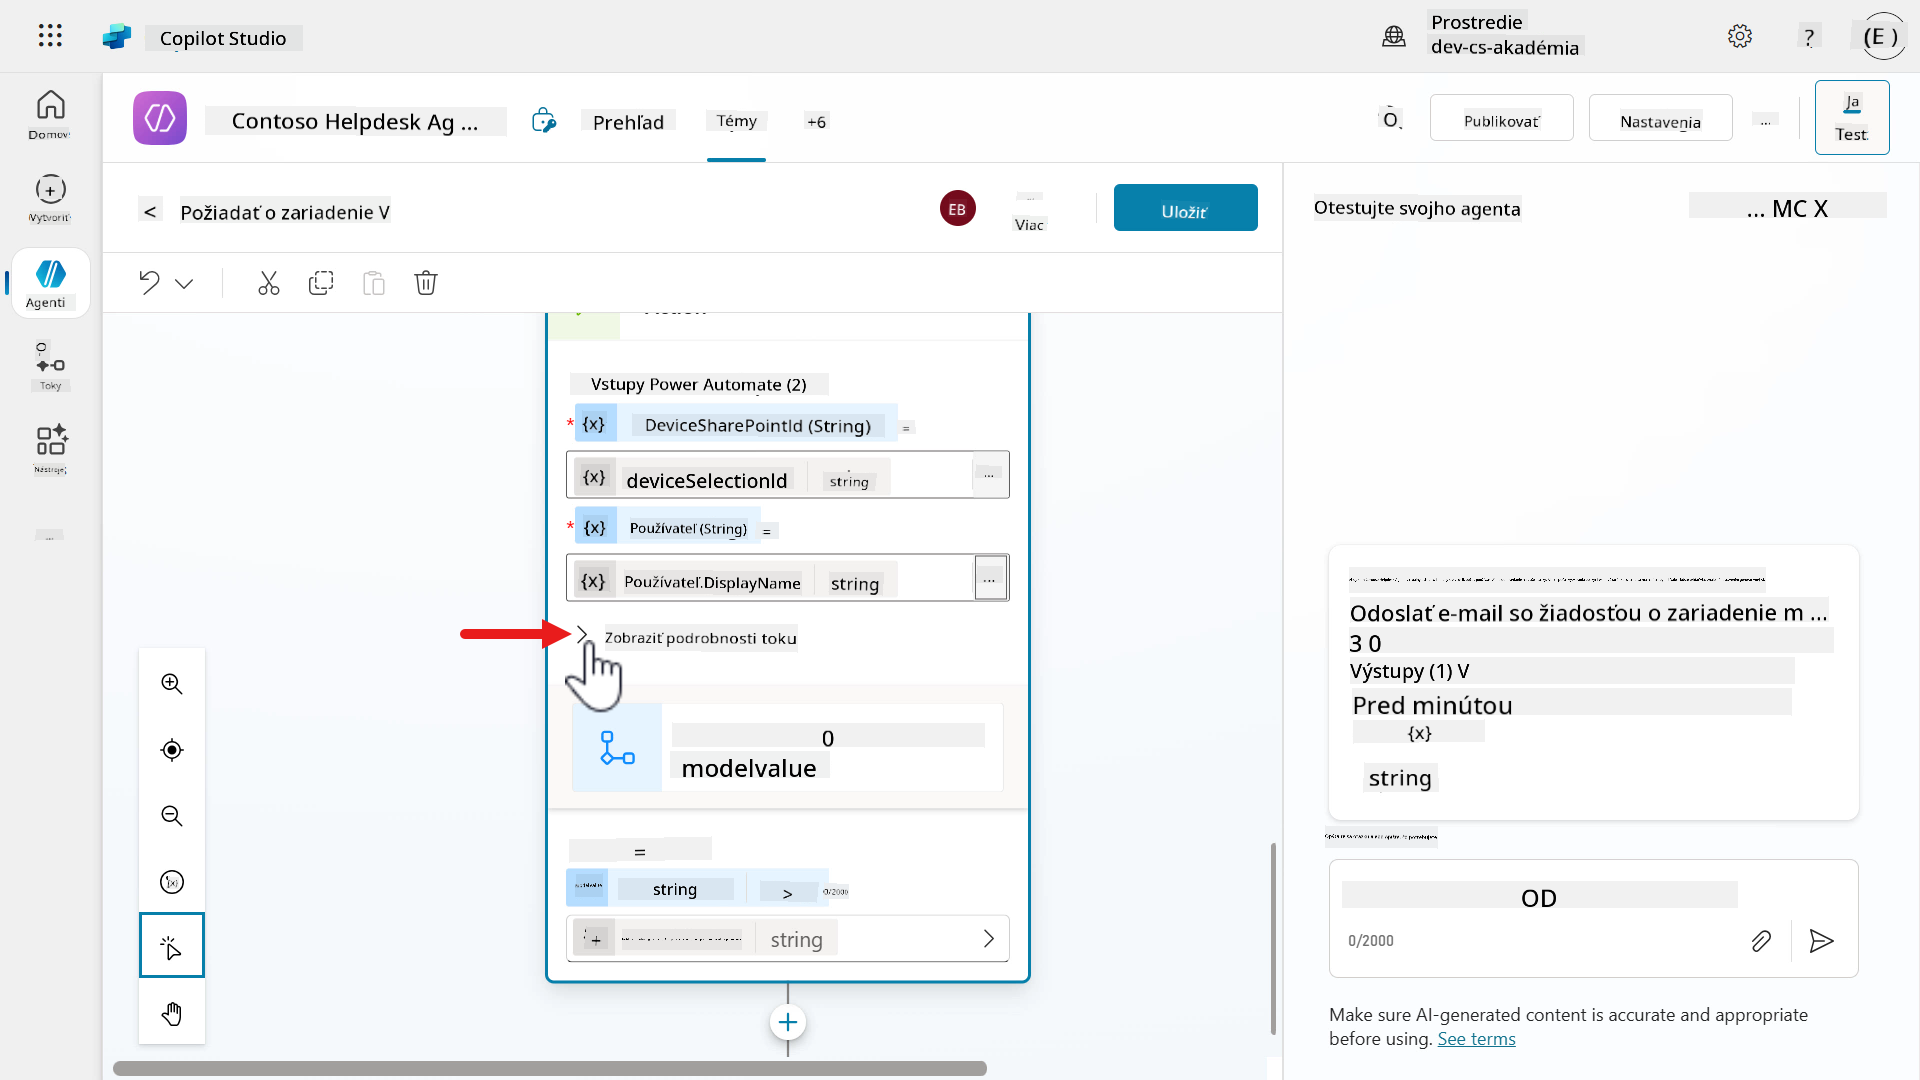 Copilot Studio
Prostredie
dev-cs-akadémia
?
(E )
Domov
Vytvoriť
Agenti
Toky
Nástroje
Contoso Helpdesk Ag ...
Prehľad
Témy
+6
Publikovať
Nastavenia
...
Ja
Test
<
Požiadať o zariadenie V
EB
Viac
Uložiť
Vstupy Power Automate (2)
* {x} DeviceSharePointId (String) =
{x} deviceSelectionId string ...
* {x} Používateľ (String) =
{x} Používateľ.DisplayName string ...
Zobraziť podrobnosti toku
0
modelvalue
=
modelvalue string > 0/2000
string
Otestujte svojho agenta
... MC X
Odoslať e-mail so žiadosťou o zariadenie m ...
3 0
Výstupy (1) V
Pred minútou
{x}
string
OD
0/2000
Make sure AI-generated content is accurate and appropriate
before using. See terms